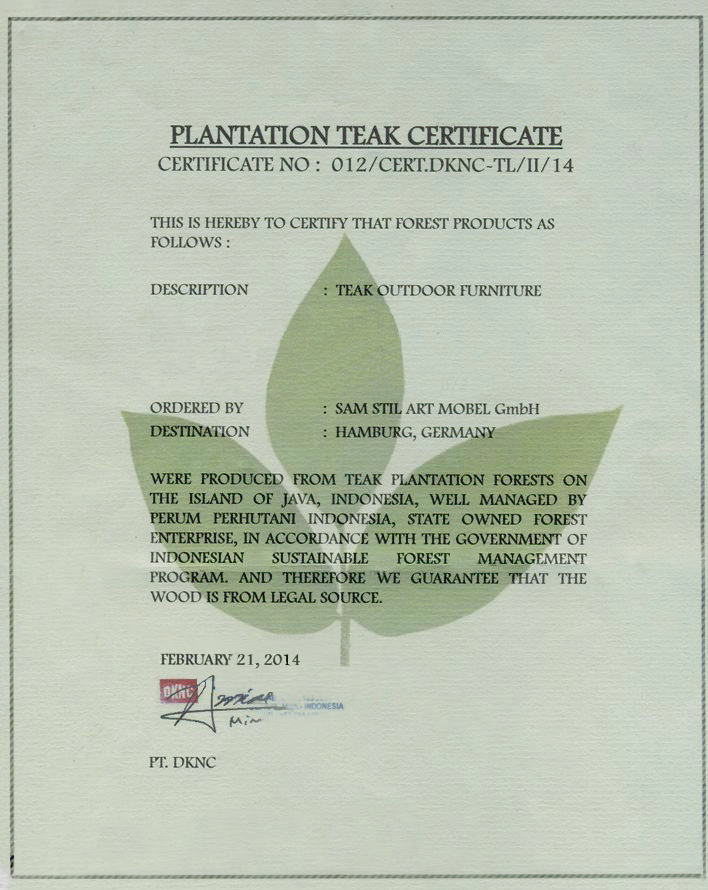 PLANTATION TEAK CERTIFICATE
CERTIFICATE NO : 012/CERT.DKNC-TL/II/14
THIS IS HEREBY TO CERTIFY THAT FOREST PRODUCTS AS
FOLLOWS :
DESCRIPTION : TEAK OUTDOOR FURNITURE
ORDERED BY : SAM STIL ART MOBEL GmbH
DESTINATION : HAMBURG, GERMANY
WERE PRODUCED FROM TEAK PLANTATION FORESTS ON
THE ISLAND OF JAVA, INDONESIA, WELL MANAGED BY
PERUM PERHUTANI INDONESIA, STATE OWNED FOREST
ENTERPRISE, IN ACCORDANCE WITH THE GOVERNMENT OF
INDONESIAN SUSTAINABLE FOREST MANAGEMENT
PROGRAM. AND THEREFORE WE GUARANTEE THAT THE
WOOD IS FROM LEGAL SOURCE.
FEBRUARY 21, 2014
DKNC
INDONESIA
PT. DKNC